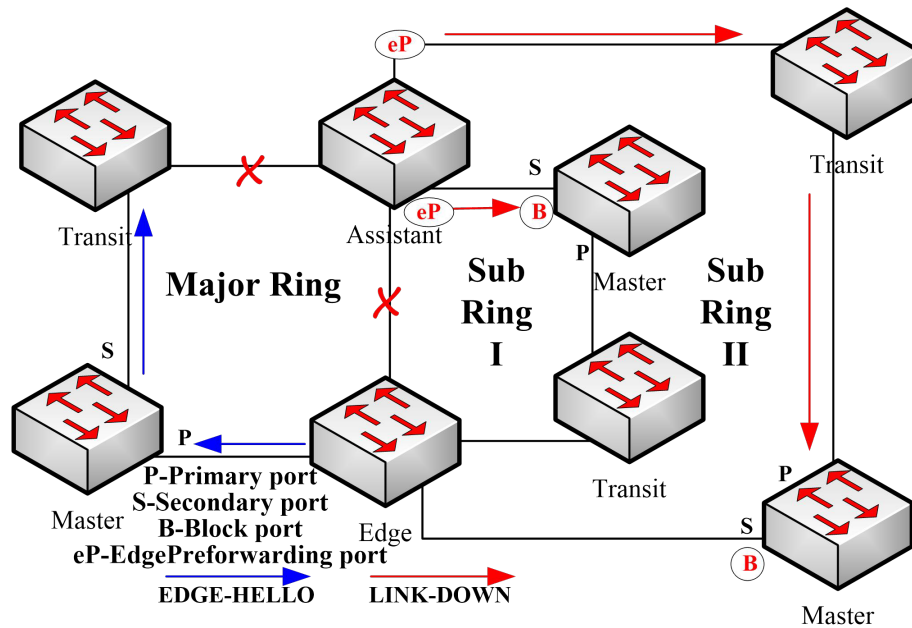 eP
Transit
S
Transit
Assistant
eP
B
P
Master
Major Ring
Sub
Ring
I
Sub
Ring
II
S
P
Master
Edge
Transit
P
S
B
Master
P-Primary port
S-Secondary port
B-Block port
eP-EdgePreforwarding port
EDGE-HELLO
LINK-DOWN